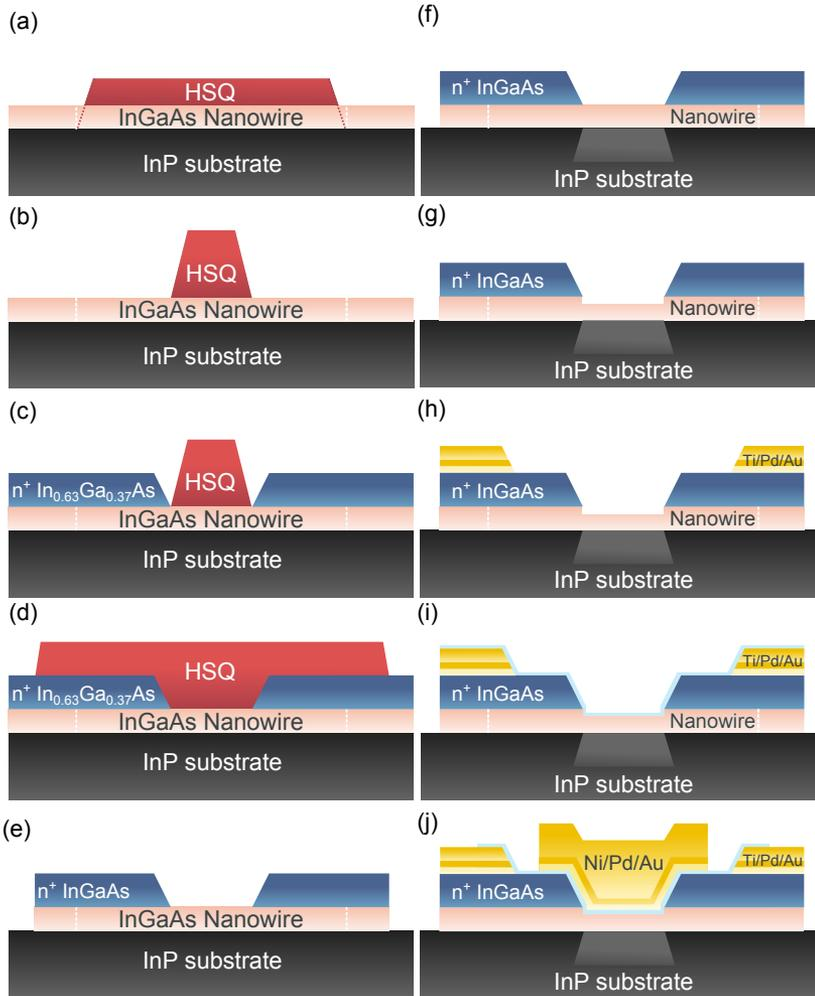 (a)
HSQ
InGaAs Nanowire
InP substrate
(b)
HSQ
InGaAs Nanowire
InP substrate
(c)
n⁺ In₀.₆₃Ga₀.₃₇As
HSQ
InGaAs Nanowire
InP substrate
(d)
HSQ
n⁺ In₀.₆₃Ga₀.₃₇As
InGaAs Nanowire
InP substrate
(e)
n⁺ InGaAs
InGaAs Nanowire
InP substrate
(f)
n⁺ InGaAs
Nanowire
InP substrate
(g)
n⁺ InGaAs
Nanowire
InP substrate
(h)
Ti/Pd/Au
n⁺ InGaAs
Nanowire
InP substrate
(i)
Ti/Pd/Au
n⁺ InGaAs
Nanowire
InP substrate
(j)
Ni/Pd/Au
Ti/Pd/Au
n⁺ InGaAs
InP substrate